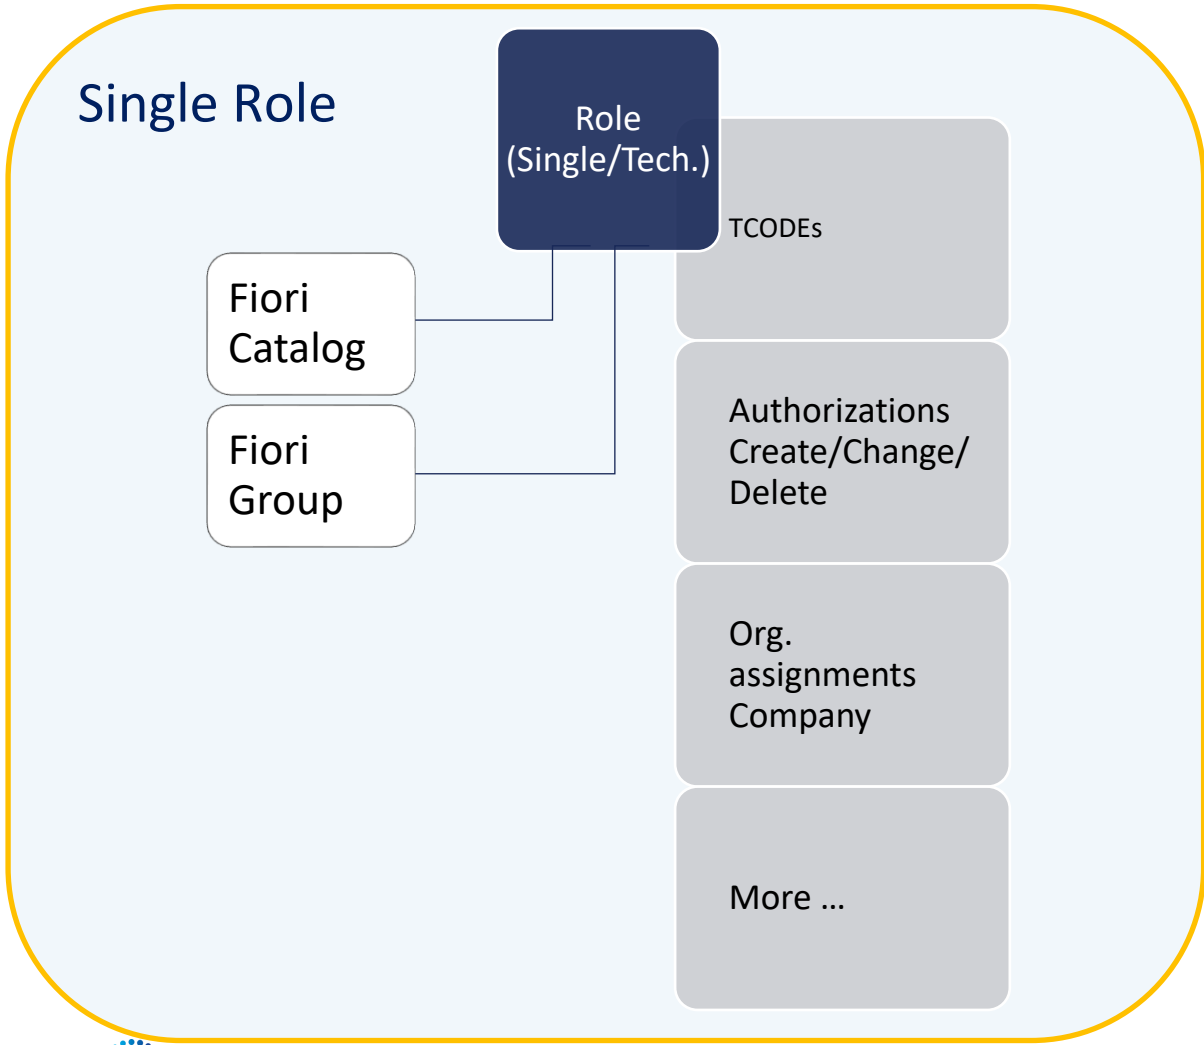 Single Role
Role
(Single/Tech.)
TCODEs
Fiori
Catalog
Fiori
Group
Authorizations
Create/Change/
Delete
Org.
assignments
Company
More ...